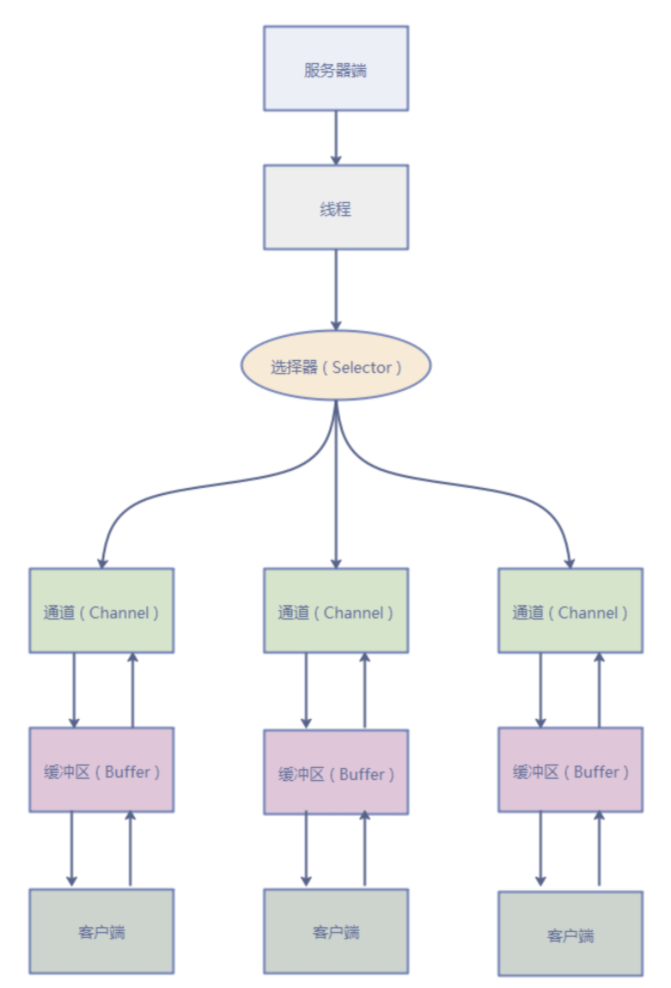 服务器端
线程
选择器 ( Selector )
通道 ( Channel )
通道 ( Channel )
通道 ( Channel )
缓冲区 ( Buffer )
缓冲区 ( Buffer )
缓冲区 ( Buffer )
客户端
客户端
客户端